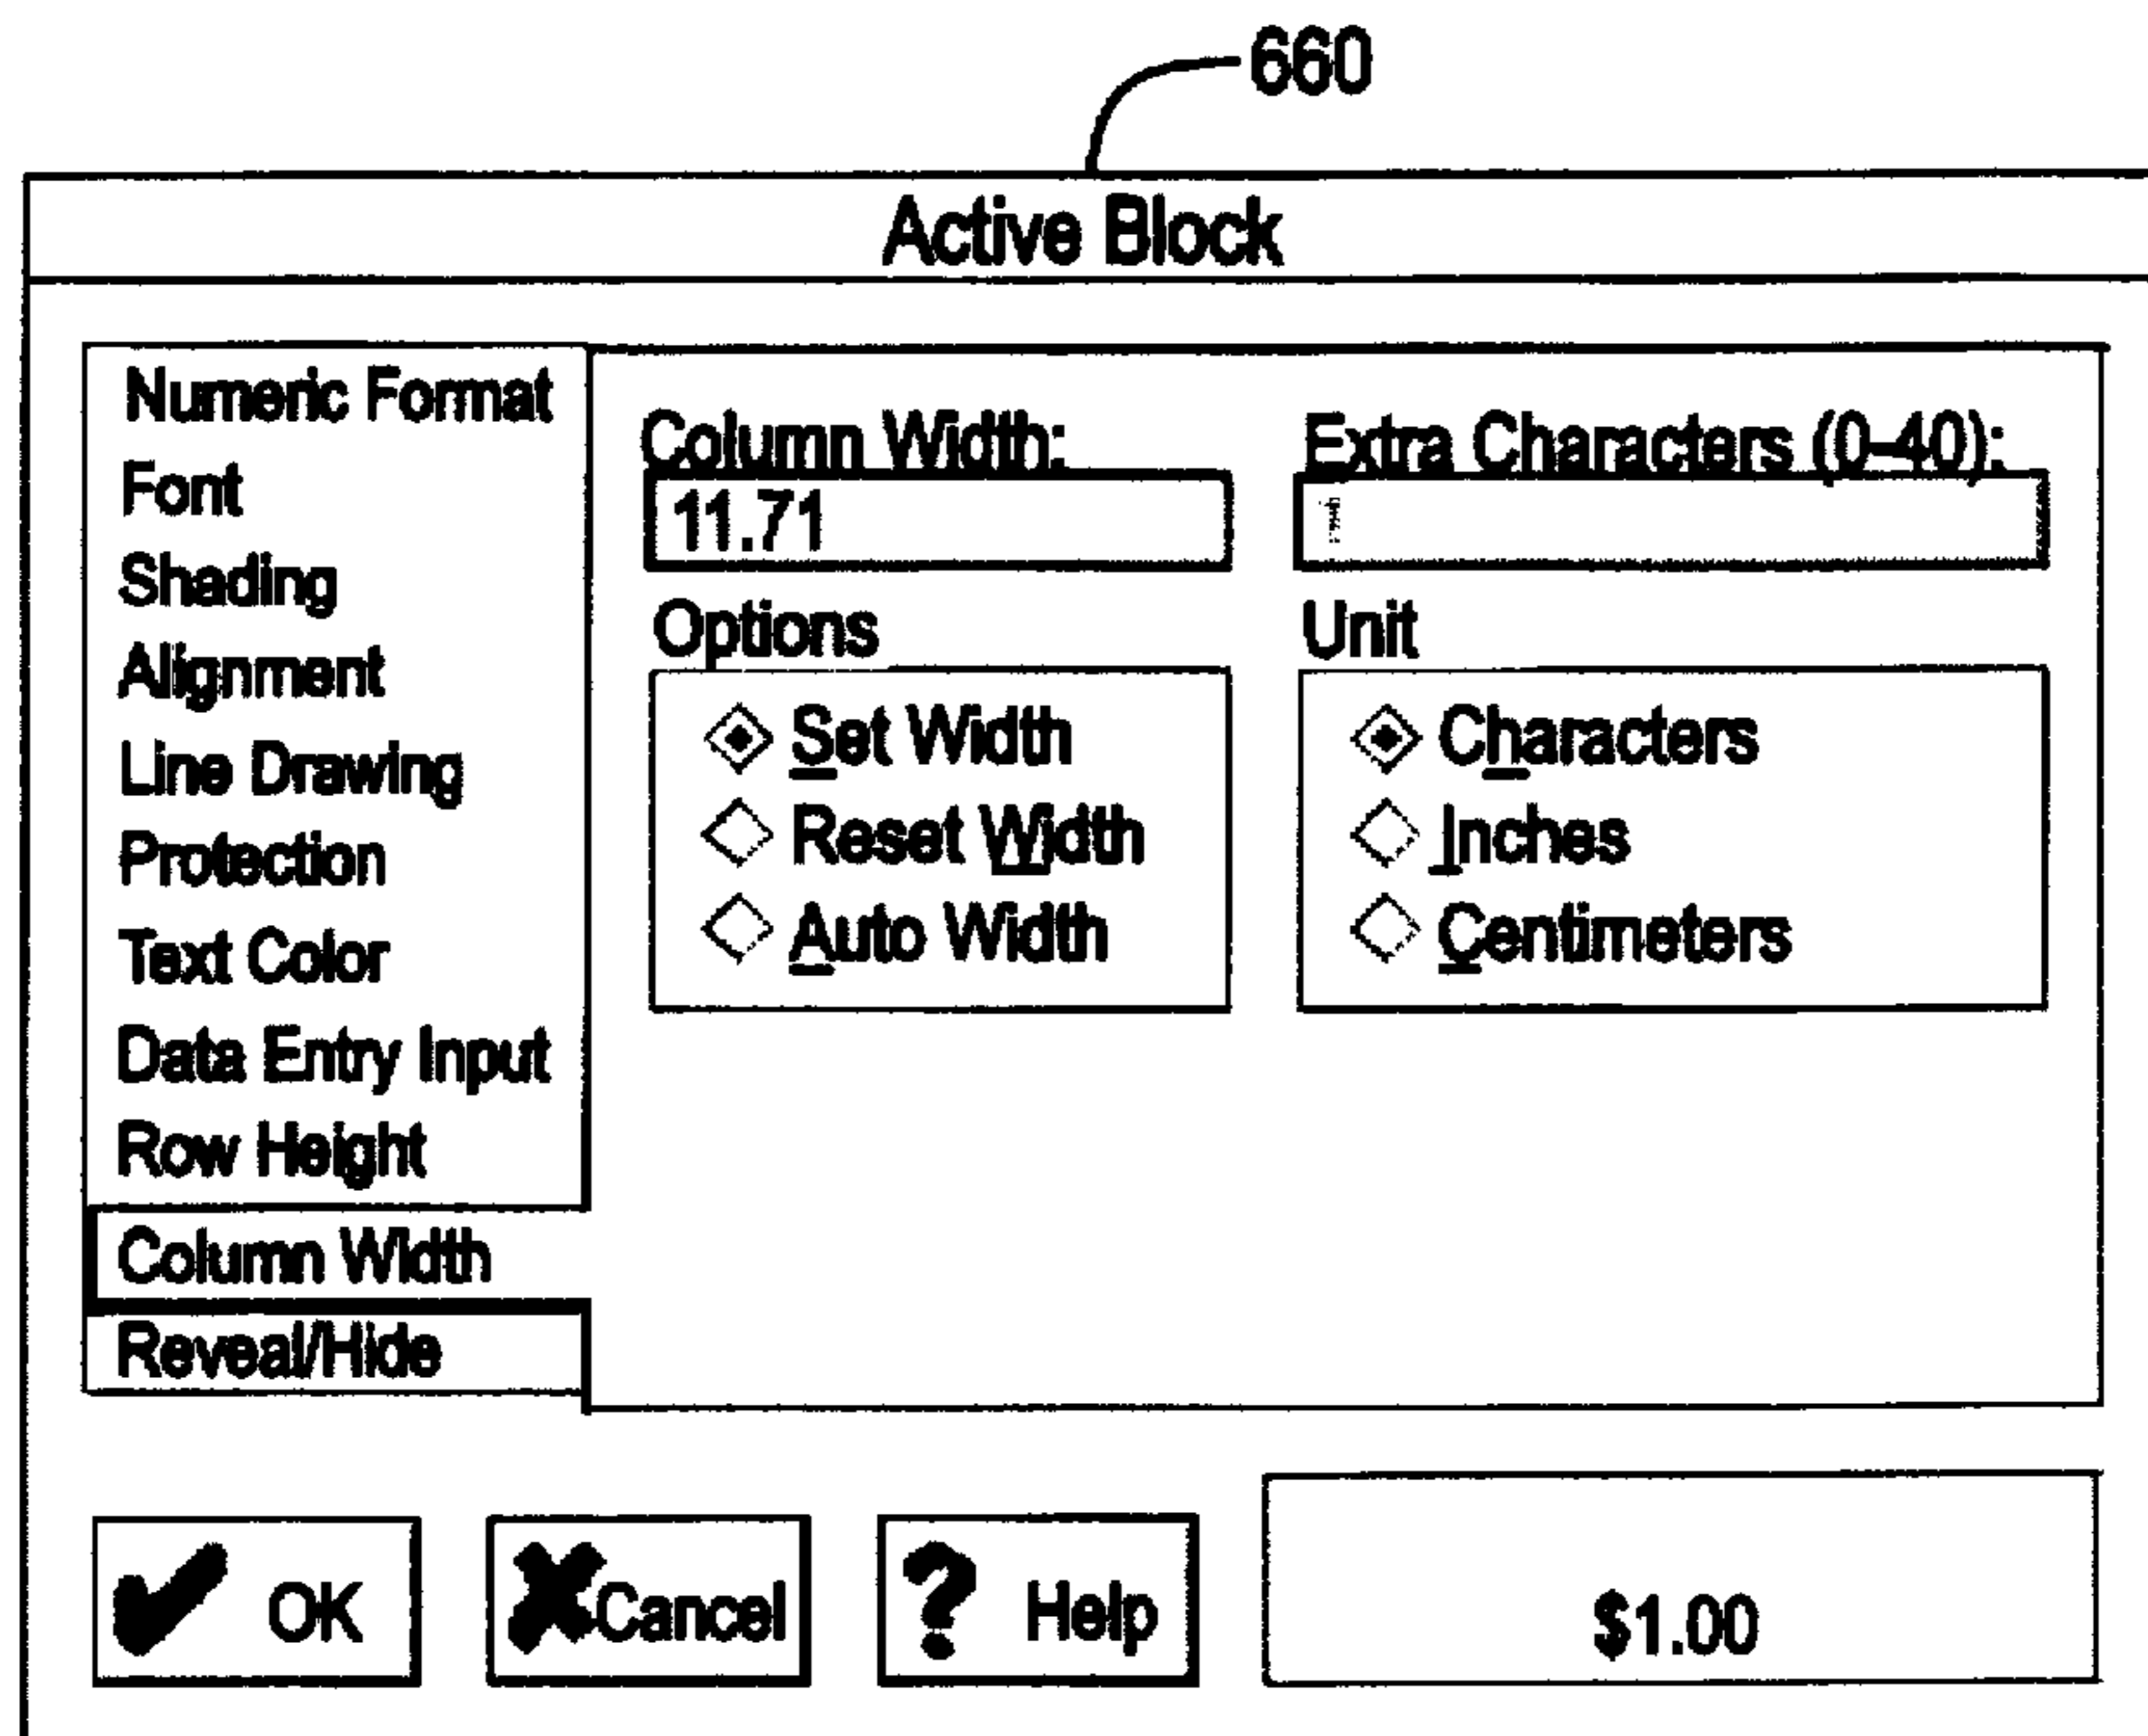 660
Active Block
Numeric Format
Font
Shading
Alignment
Line Drawing
Protection
Text Color
Data Entry Input
Row Height
Column Width
Reveal/Hide
Column Width:
11.71
Extra Characters (0-40):
1
Options
Set Width
Reset Width
Auto Width
Unit
Characters
Inches
Centimeters
OK
Cancel
? Help
$1.00